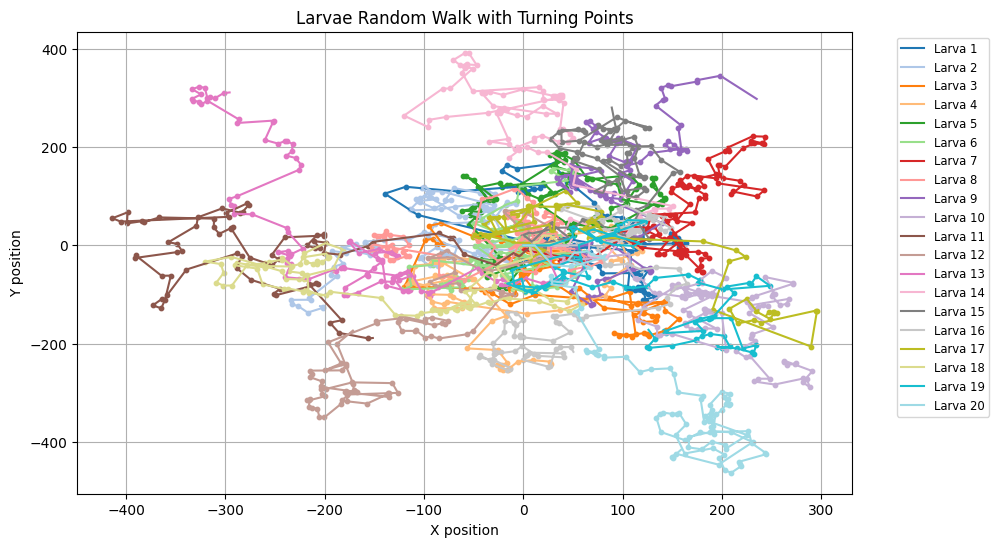 Larvae Random Walk with Turning Points
Y position
400
200
0
−200
−400
−400
−300
−200
−100
0
100
200
300
X position
Larva 1
Larva 2
Larva 3
Larva 4
Larva 5
Larva 6
Larva 7
Larva 8
Larva 9
Larva 10
Larva 11
Larva 12
Larva 13
Larva 14
Larva 15
Larva 16
Larva 17
Larva 18
Larva 19
Larva 20